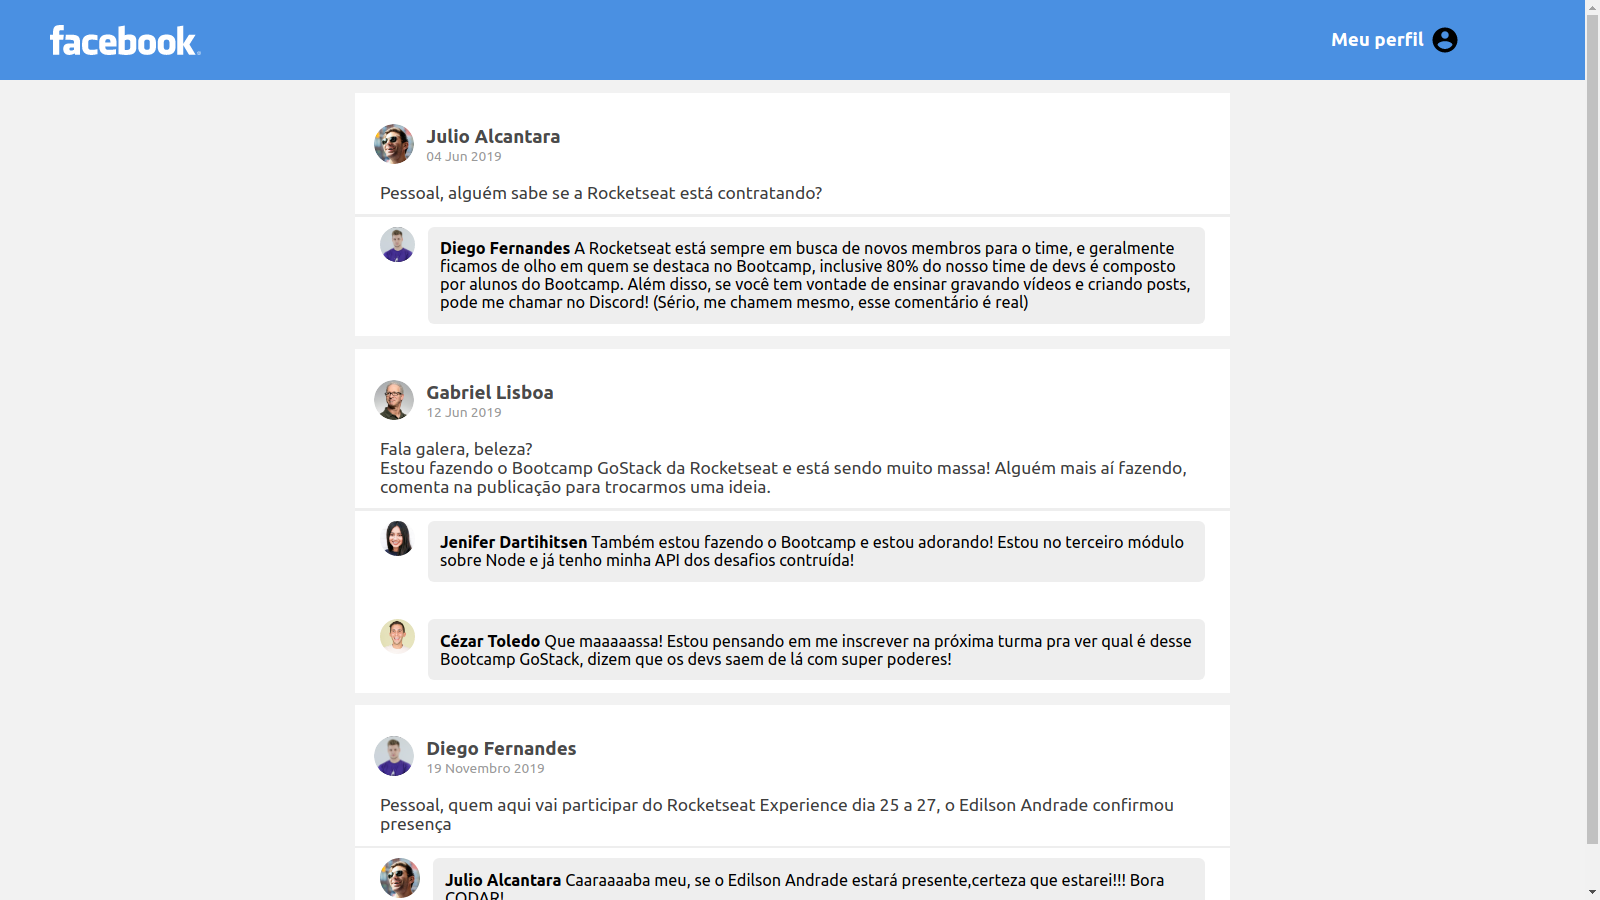 facebook.
Meu perfil
Julio Alcantara
04 Jun 2019
Pessoal, alguém sabe se a Rocketseat está contratando?
Diego Fernandes A Rocketseat está sempre em busca de novos membros para o time, e geralmente
ficamos de olho em quem se destaca no Bootcamp, inclusive 80% do nosso time de devs é composto
por alunos do Bootcamp. Além disso, se você tem vontade de ensinar gravando vídeos e criando posts,
pode me chamar no Discord! (Sério, me chamem mesmo, esse comentário é real)
Gabriel Lisboa
12 Jun 2019
Fala galera, beleza?
Estou fazendo o Bootcamp GoStack da Rocketseat e está sendo muito massa! Alguém mais aí fazendo,
comenta na publicação para trocarmos uma ideia.
Jenifer Dartihitsen Também estou fazendo o Bootcamp e estou adorando! Estou no terceiro módulo
sobre Node e já tenho minha API dos desafios contruída!
Cézar Toledo Que maaaaassa! Estou pensando em me inscrever na próxima turma pra ver qual é desse
Bootcamp GoStack, dizem que os devs saem de lá com super poderes!
Diego Fernandes
19 Novembro 2019
Pessoal, quem aqui vai participar do Rocketseat Experience dia 25 a 27, o Edilson Andrade confirmou
presença
Julio Alcantara Caaraaaaba meu, se o Edilson Andrade estará presente,certeza que estarei!!! Bora
CODAR!